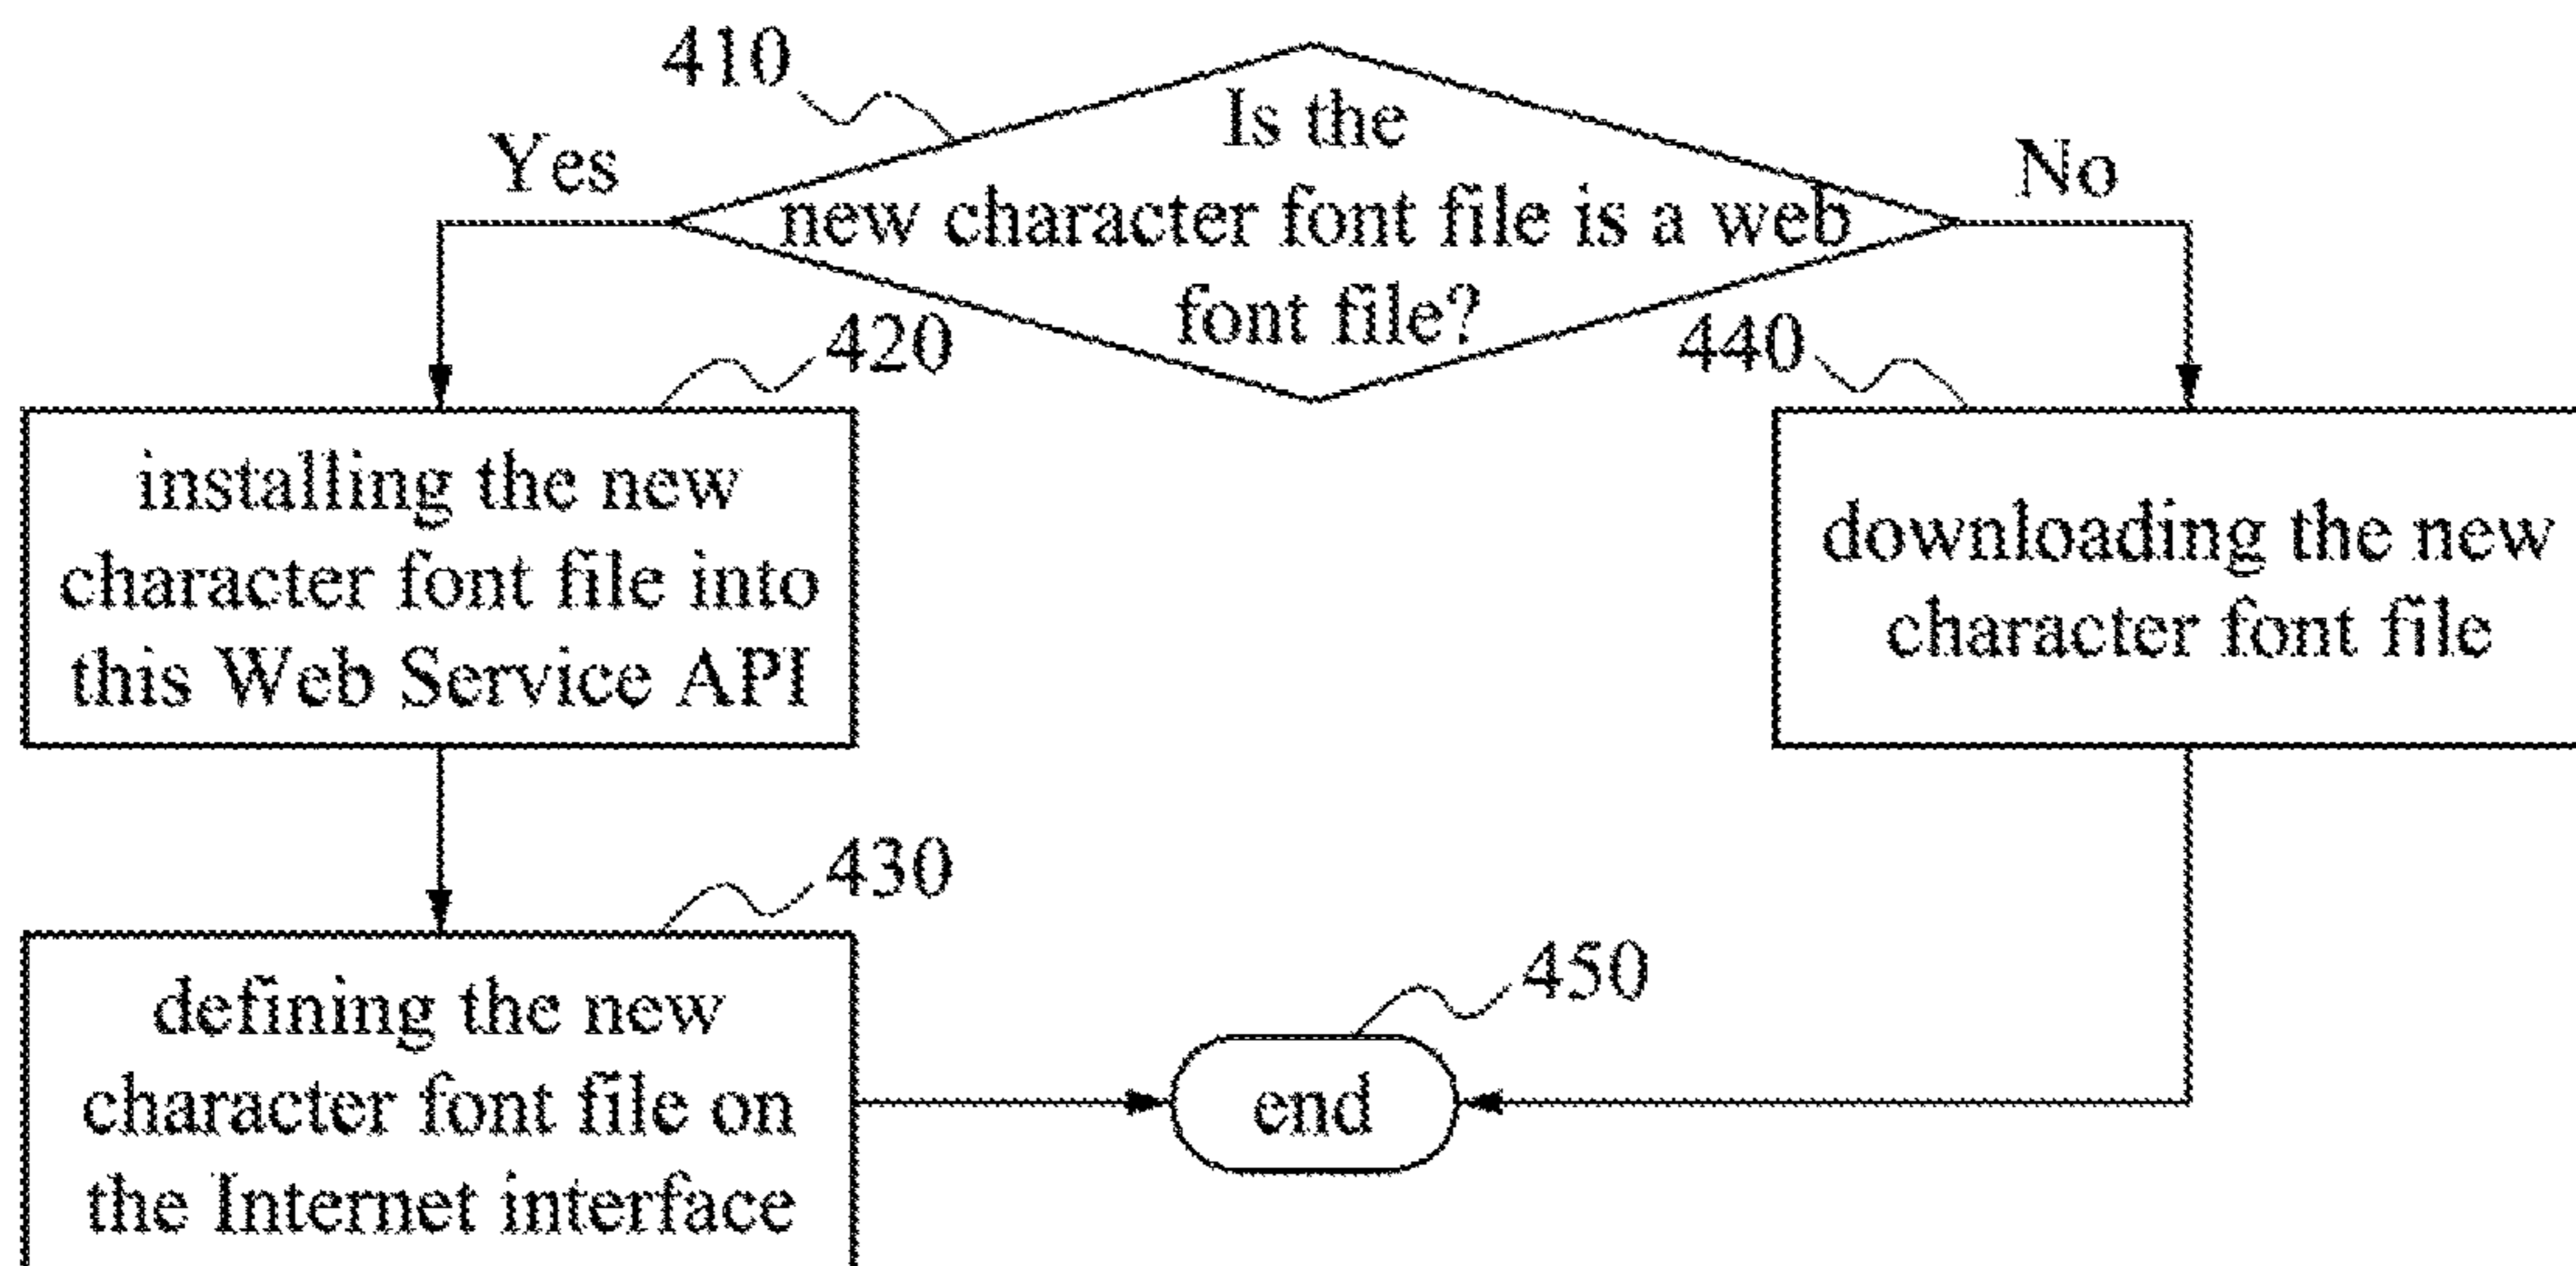 410
Is the
Yes
No
new character font file is a web
font file?
420
440
installing the new
character font file into
this Web Service API
downloading the new
character font file
430
defining the new
character font file on
the Internet interface
450
end